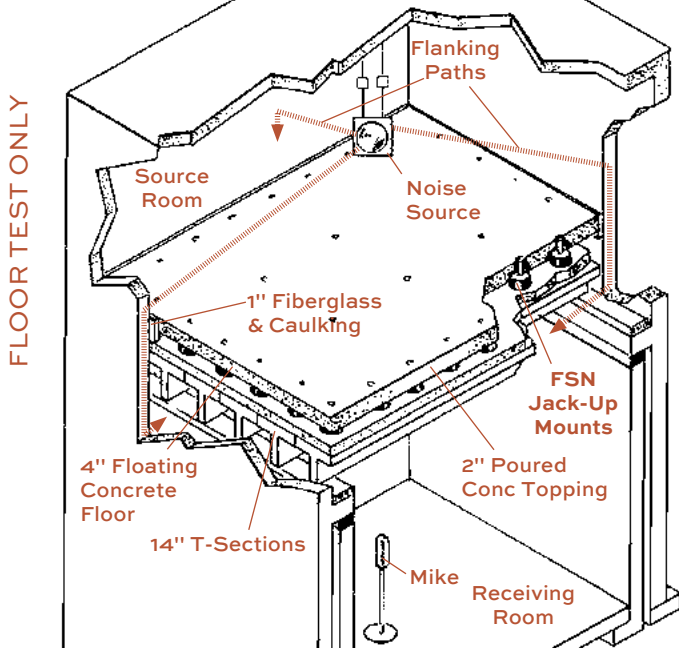 FLOOR TEST ONLY
Flanking
Paths
Source
Room
Noise
Source
1" Fiberglass
& Caulking
FSN
Jack-Up
Mounts
4" Floating
Concrete
Floor
2" Poured
Conc Topping
14" T-Sections
Mike
Receiving
Room